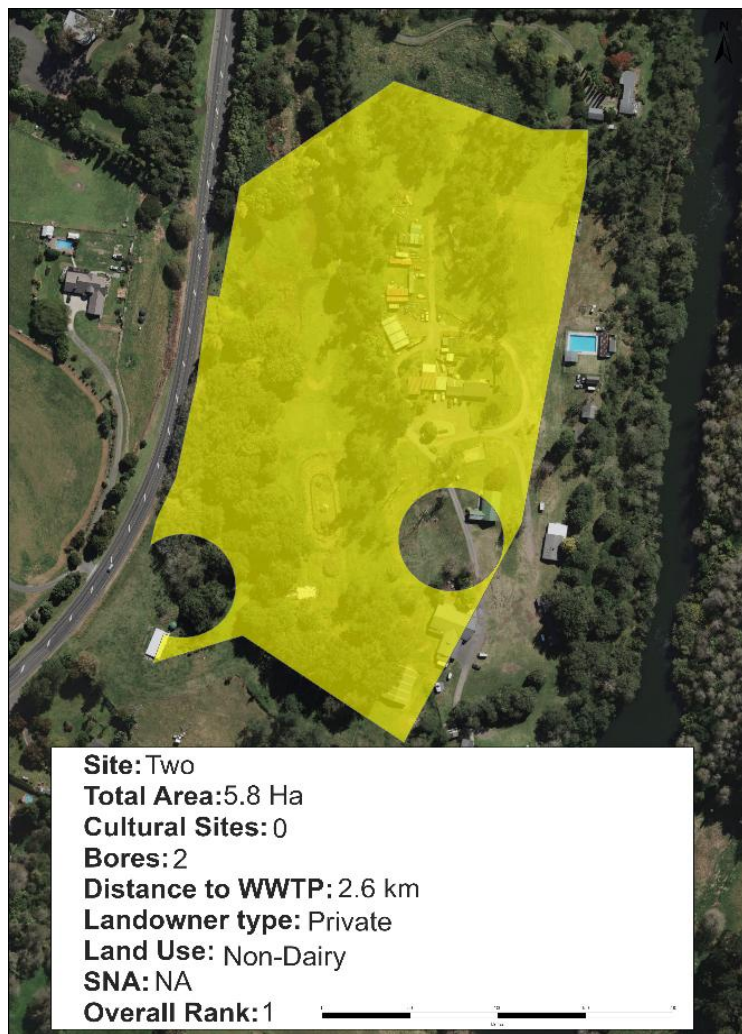 N
Site: Two
Total Area: 5.8 Ha
Cultural Sites: 0
Bores: 2
Distance to WWTP: 2.6 km
Landowner type: Private
Land Use: Non-Dairy
SNA: NA
Overall Rank: 1